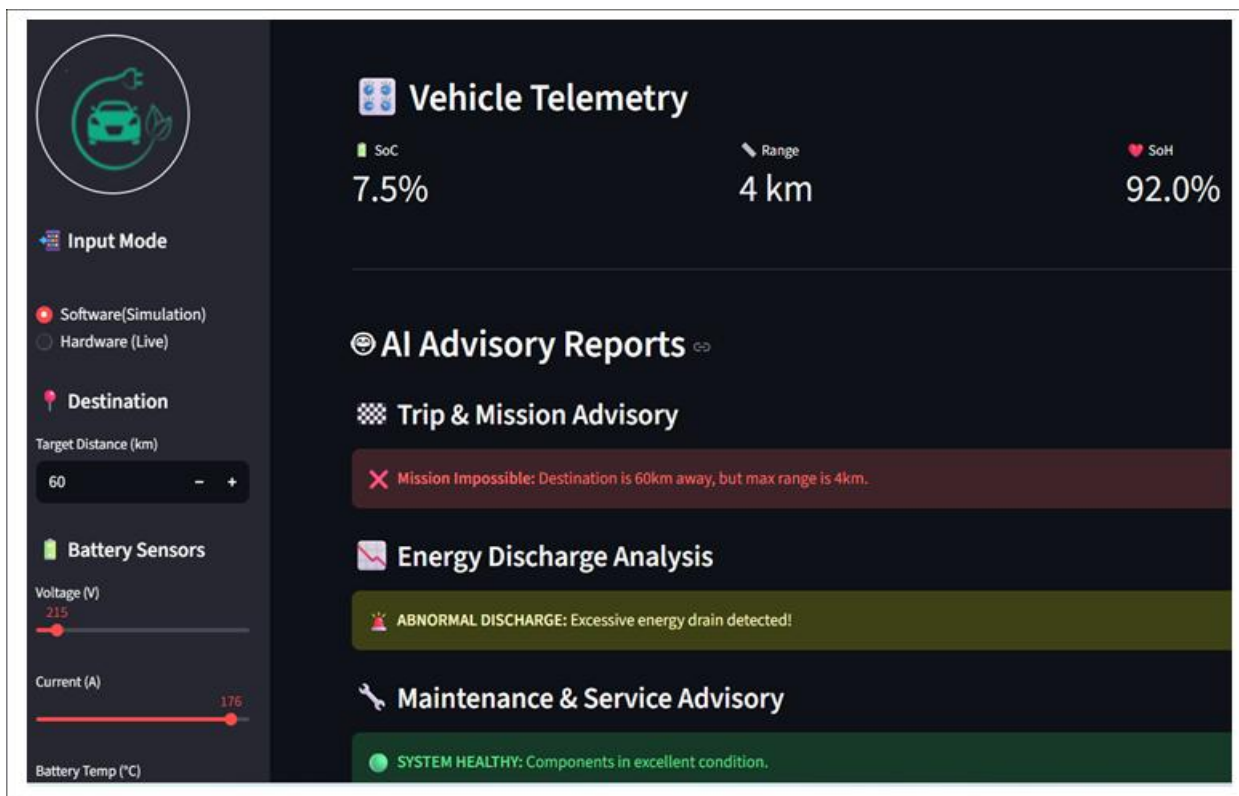 Input Mode
Software(Simulation)
Hardware (Live)
Destination
Target Distance (km)
60 - +
Battery Sensors
Voltage (V)
215
Current (A)
176
Battery Temp (°C)
Vehicle Telemetry
SoC
7.5%
Range
4 km
SoH
92.0%
AI Advisory Reports
Trip & Mission Advisory
Mission Impossible: Destination is 60km away, but max range is 4km.
Energy Discharge Analysis
ABNORMAL DISCHARGE: Excessive energy drain detected!
Maintenance & Service Advisory
SYSTEM HEALTHY: Components in excellent condition.